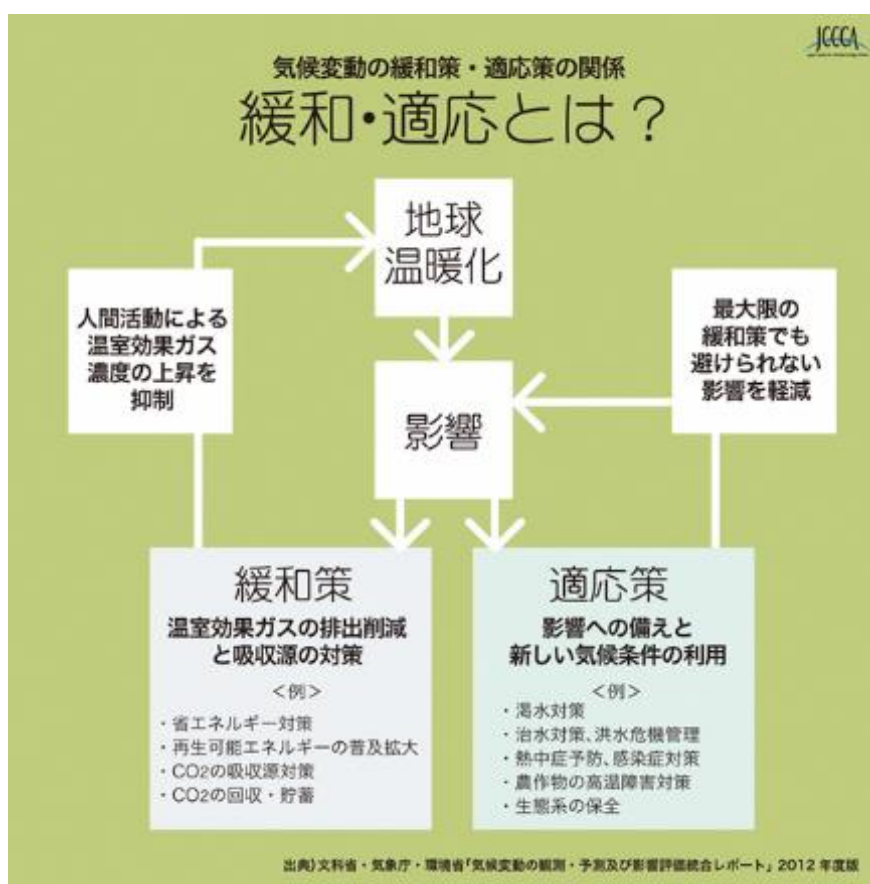 JCCCA
気候変動の緩和策・適応策の関係
緩和・適応とは？
地球
温暖化
人間活動による
温室効果ガス
濃度の上昇を
抑制
最大限の
緩和策でも
避けられない
影響を軽減
影響
緩和策
温室効果ガスの排出削減
と吸収源の対策
＜例＞
・省エネルギー対策
・再生可能エネルギーの普及拡大
・CO2の吸収源対策
・CO2の回収・貯蓄
適応策
影響への備えと
新しい気候条件の利用
＜例＞
・渇水対策
・治水対策、洪水危機管理
・熱中症予防、感染症対策
・農作物の高温障害対策
・生態系の保全
出典）文科省・気象庁・環境省「気候変動の観測・予測及び影響評価統合レポート」2012年度版